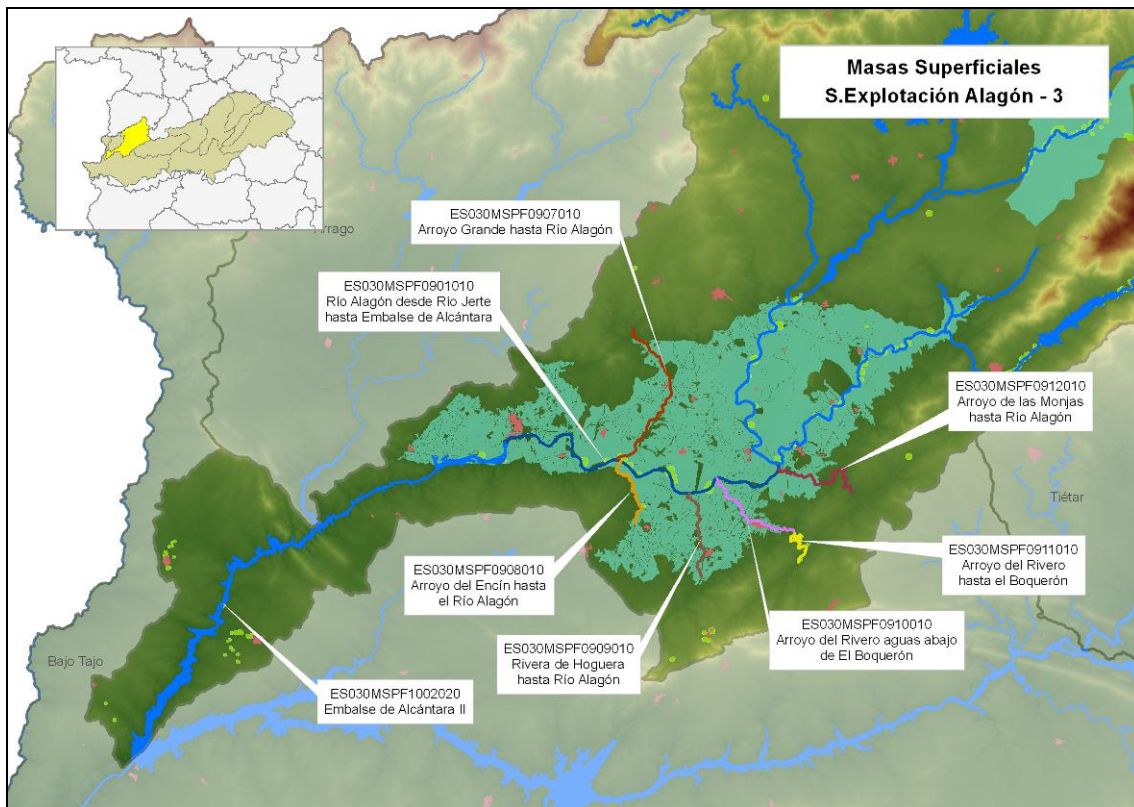 Masas Superficiales
S.Explotación Alagón - 3
ES030MSPF0907010
Arroyo Grande hasta Río Alagón
ES030MSPF0901010
Río Alagón desde Río Jerte
hasta Embalse de Alcántara
ES030MSPF0912010
Arroyo de las Monjas
hasta Río Alagón
Tiétar
ES030MSPF0911010
Arroyo del Rivero
hasta el Boquerón
ES030MSPF0908010
Arroyo del Encín hasta
el Río Alagón
ES030MSPF0910010
Arroyo del Rivero aguas abajo
de El Boquerón
ES030MSPF0909010
Rivera de Hoguera
hasta Río Alagón
Bajo Tajo
ES030MSPF1002020
Embalse de Alcántara II